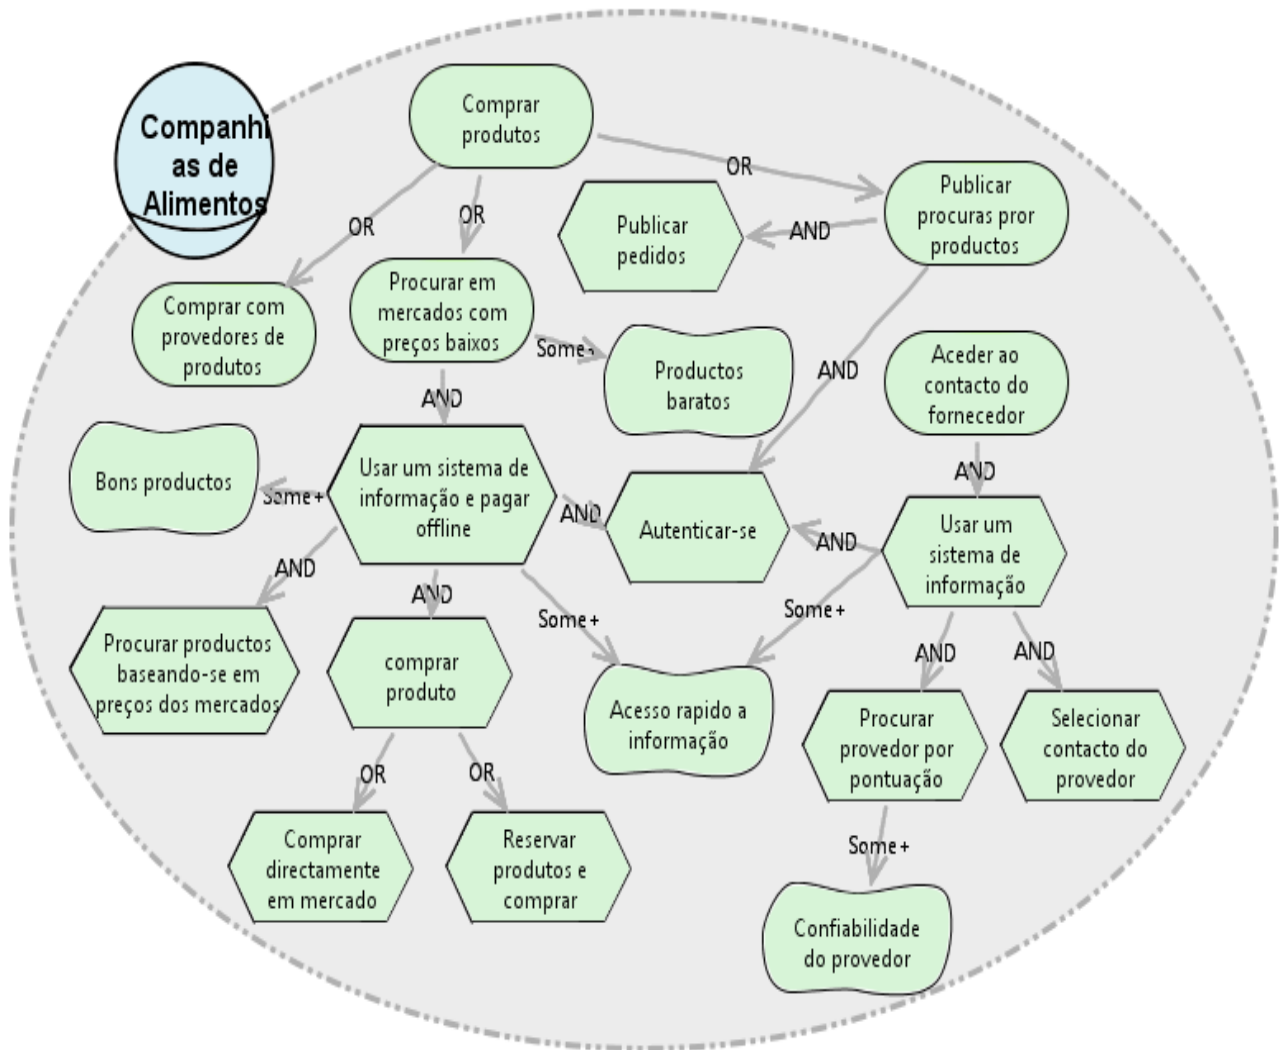 Companhi
as de
Alimentos
Comprar
produtos
OR
OR
OR
Publicar
procuras pror
productos
AND
Publicar
pedidos
Comprar com
provedores de
produtos
Procurar em
mercados com
preços baixos
Some+
Productos
baratos
AND
Aceder ao
contacto do
fornecedor
AND
AND
Bons productos
Some+
Usar um sistema de
informação e pagar
offline
AND
Autenticar-se
AND
Usar um
sistema de
informação
AND
AND
Some+
Some+
AND
AND
Procurar productos
baseando-se em
preços dos mercados
comprar
produto
Acesso rapido a
informação
Procurar
provedor por
pontuação
Selecionar
contacto do
provedor
OR
OR
Comprar
directamente
em mercado
Reservar
produtos e
comprar
Some+
Confiabilidade
do provedor